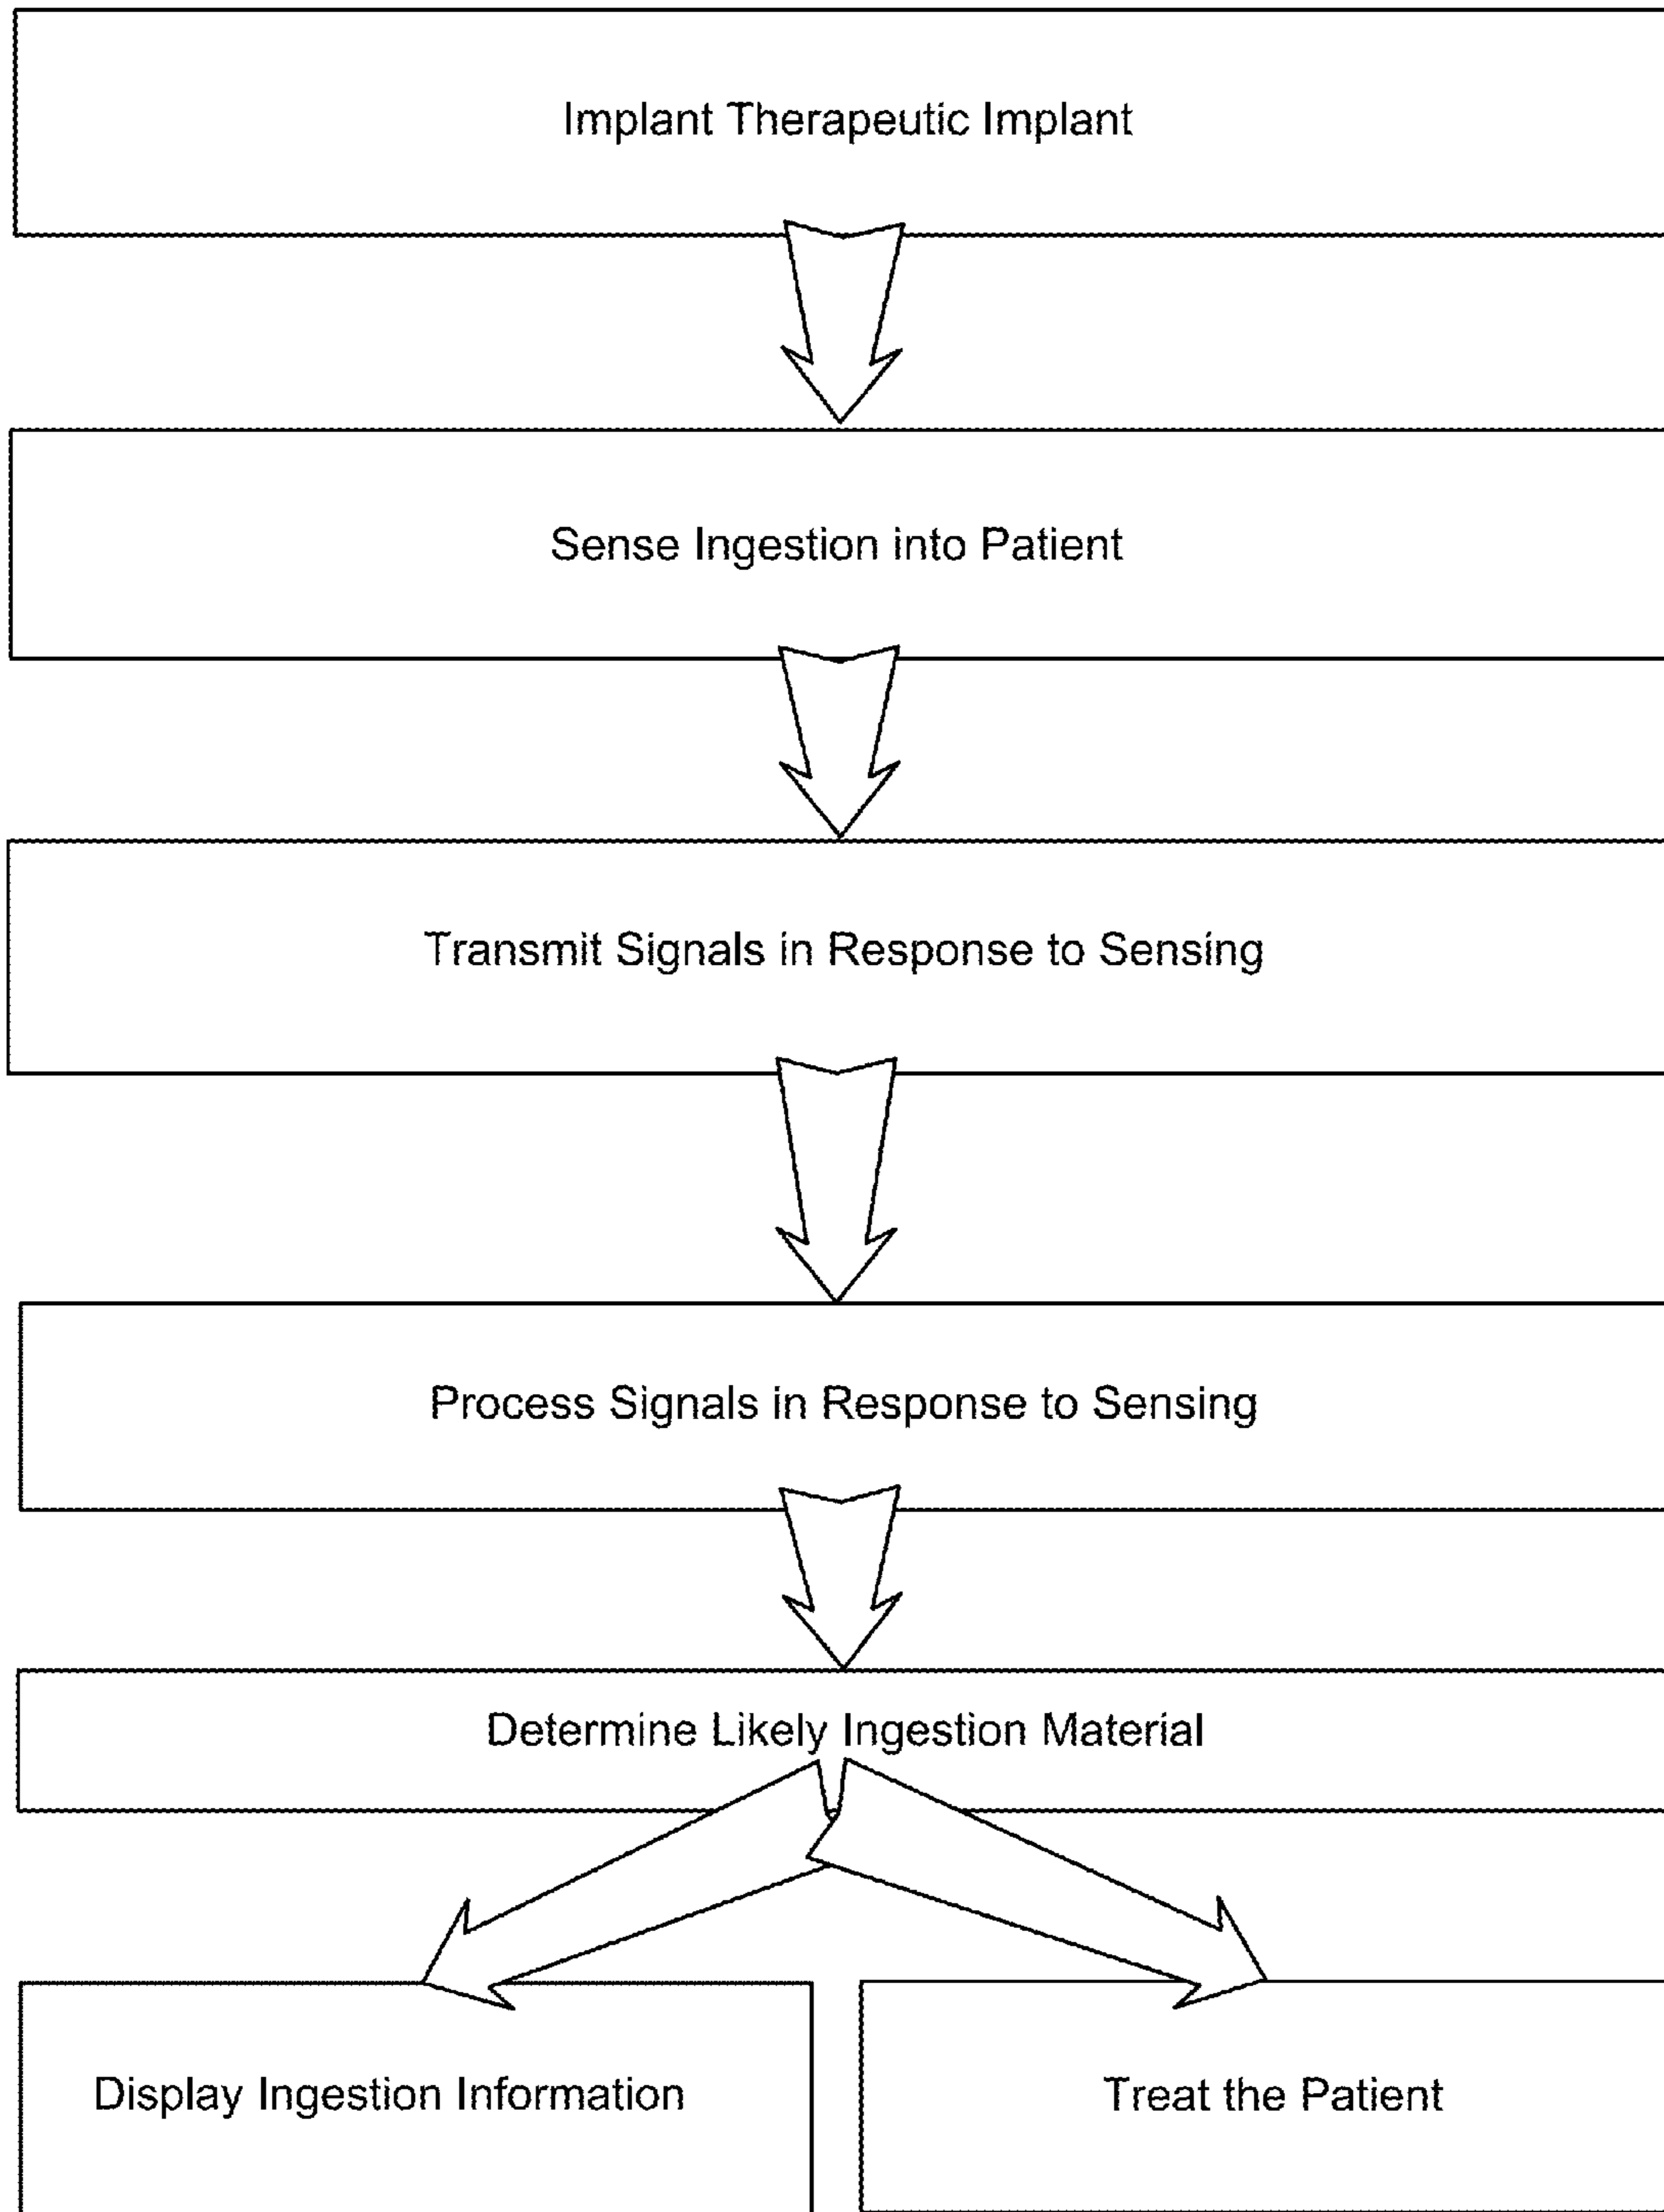 Implant Therapeutic Implant
Sense Ingestion into Patient
Transmit Signals in Response to Sensing
Process Signals in Response to Sensing
Determine Likely Ingestion Material
Display Ingestion Information
Treat the Patient